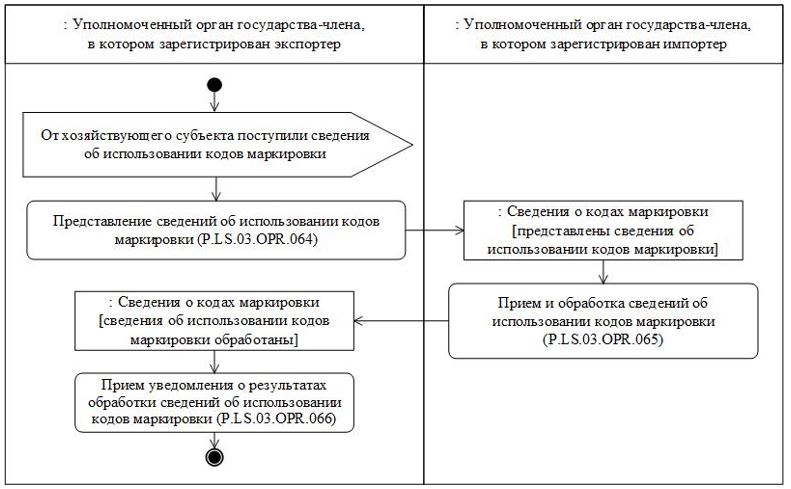 : Уполномоченный орган государства-члена,
в котором зарегистрирован экспортер
: Уполномоченный орган государства-члена,
в котором зарегистрирован импортер
От хозяйствующего субъекта поступили сведения
об использовании кодов маркировки
Представление сведений об использовании кодов
маркировки (P.LS.03.OPR.064)
: Сведения о кодах маркировки
[представлены сведения об
использовании кодов маркировки]
Прием и обработка сведений об
использовании кодов маркировки
(P.LS.03.OPR.065)
: Сведения о кодах маркировки
[сведения об использовании кодов
маркировки обработаны]
Прием уведомления о результатах
обработки сведений об использовании
кодов маркировки (P.LS.03.OPR.066)